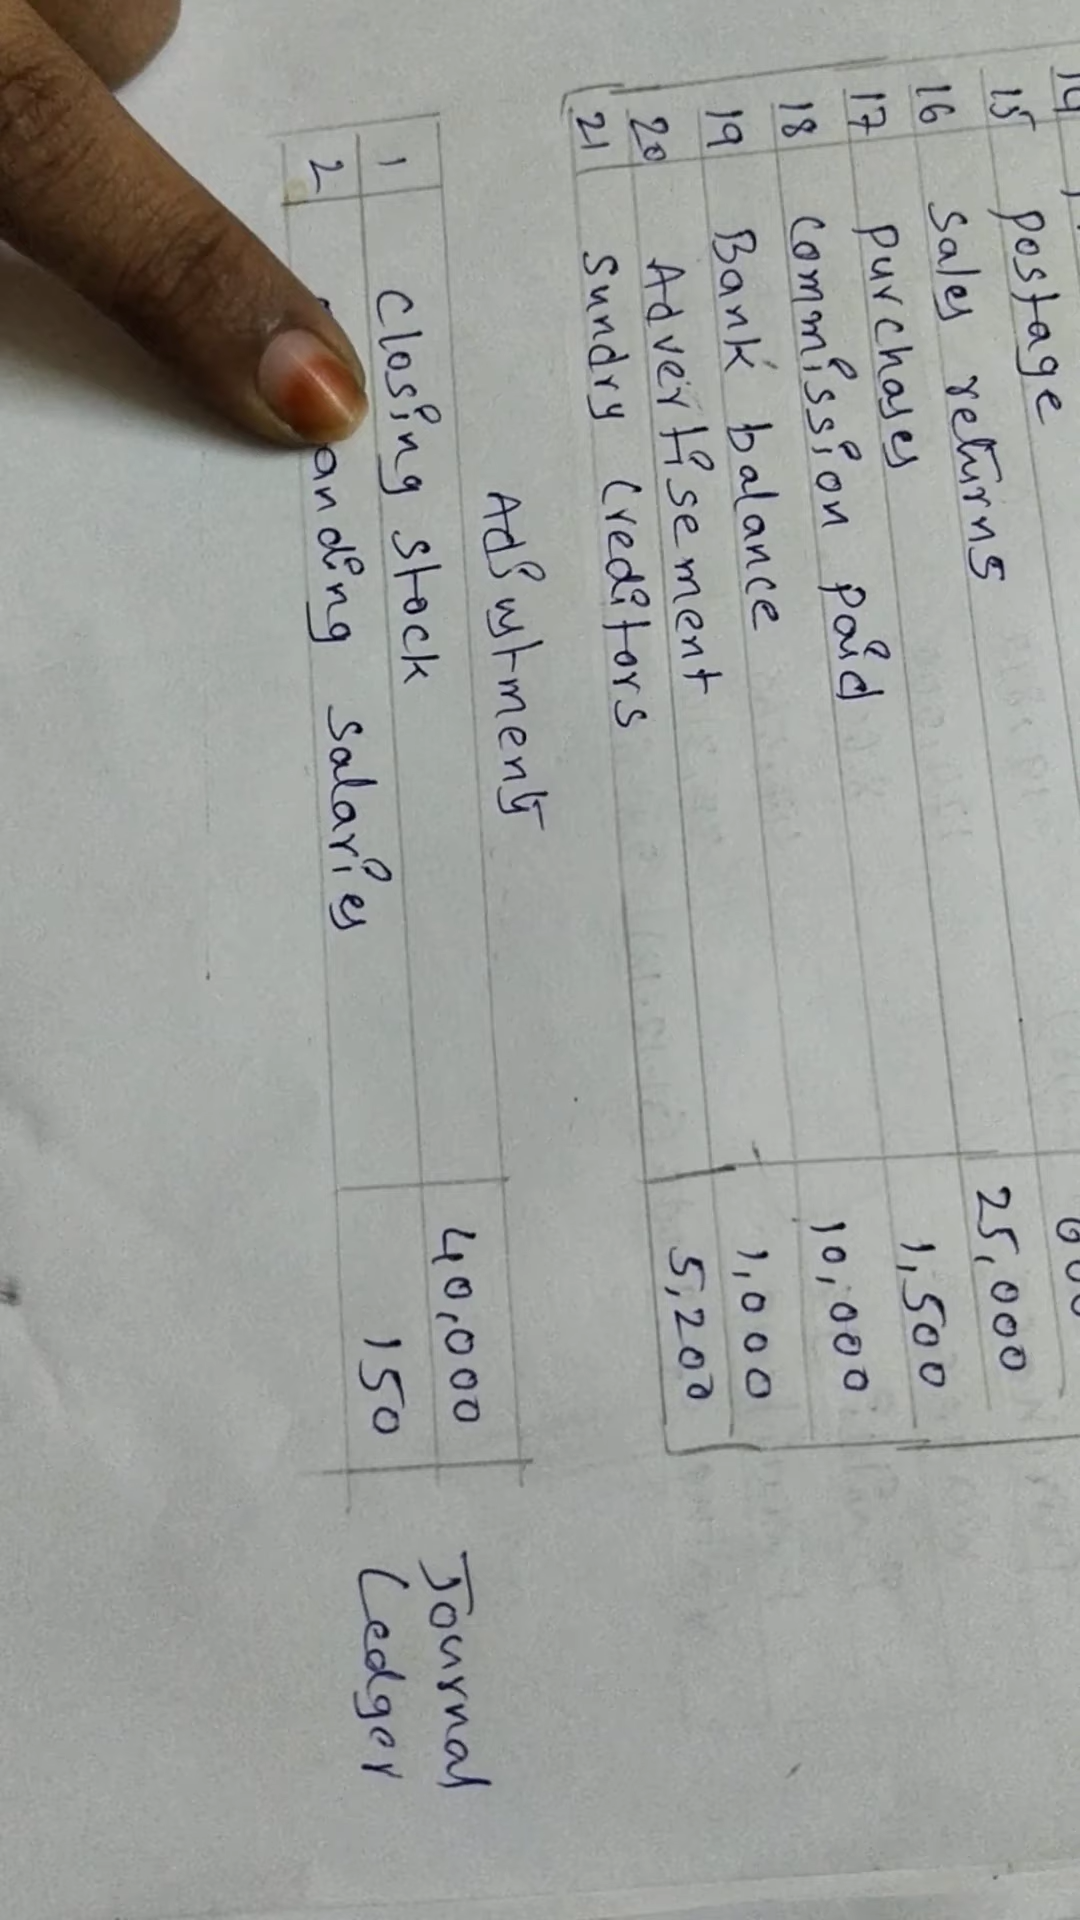 14
15 postage
16 sales returns
17 purchases 25,000
18 commission paid 1,500
19 Bank balance 10,000
20 Advertisement 1,000
21 Sundry Creditors 5,200
Adjustments
1 closing stock 40,000 Journal
2 anding salaries 150 Ledger